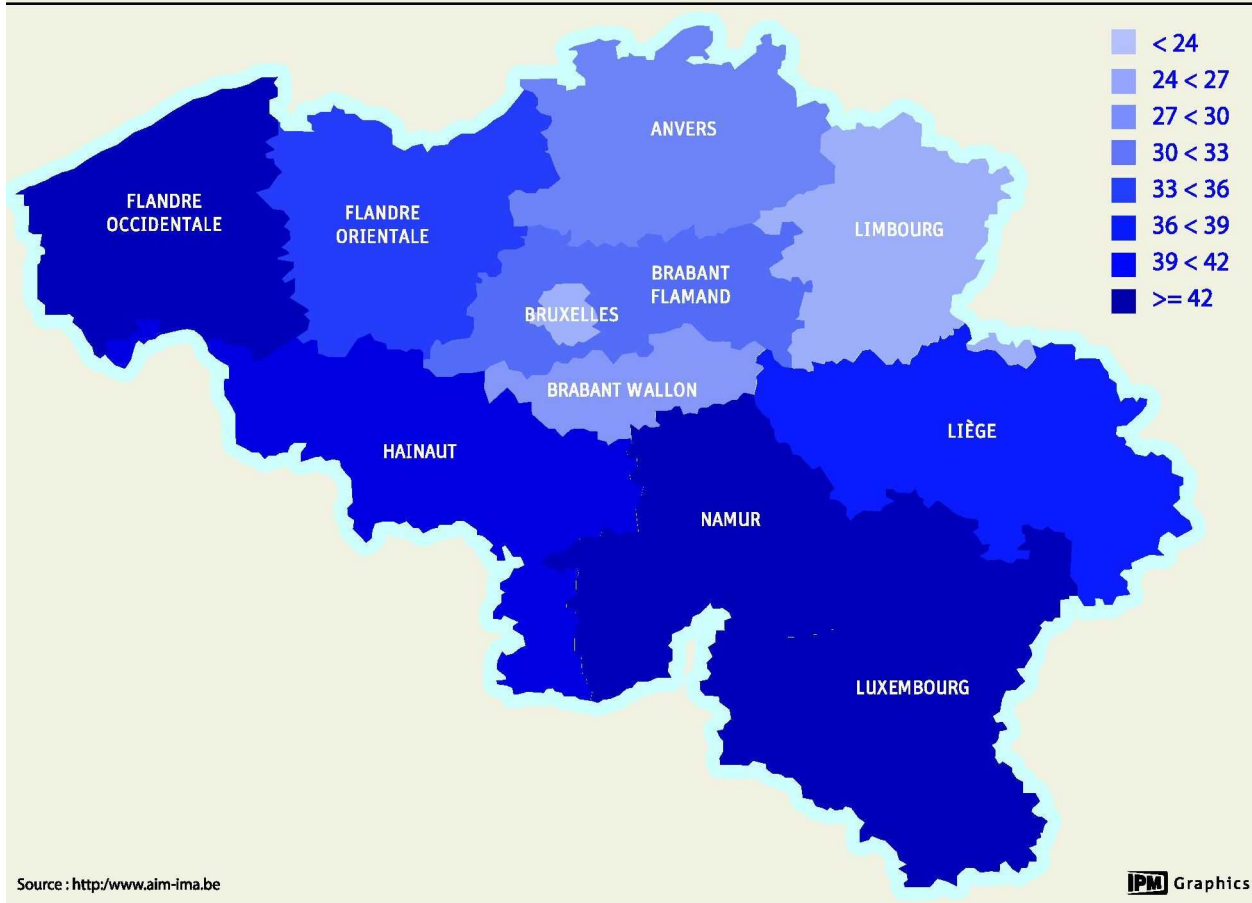 < 24
24 < 27
27 < 30
30 < 33
33 < 36
36 < 39
39 < 42
>= 42
ANVERS
FLANDRE
OCCIDENTALE
FLANDRE
ORIENTALE
LIMBOURG
BRABANT
FLAMAND
BRUXELLES
BRABANT WALLON
HAINAUT
LIÈGE
NAMUR
LUXEMBOURG
Source : http:/www.aim-ima.be
IPM Graphics